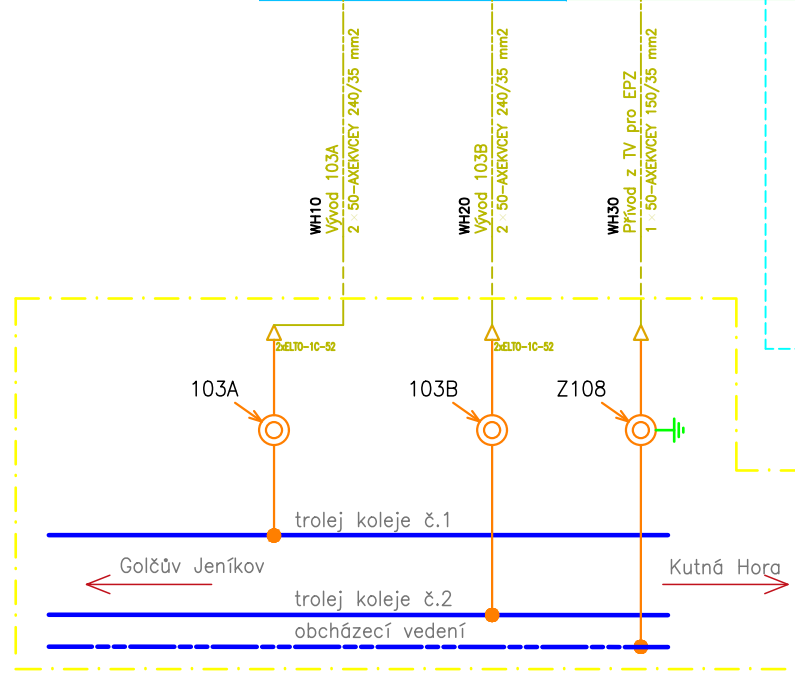 WH10
Vývod 103A
2 x 50-AXEKVCEY 240/35 mm2
WH20
Vývod 103B
2 x 50-AXEKVCEY 240/35 mm2
WH30
Přívod z TV pro EPZ
1 x 50-AXEKVCEY 150/35 mm2
2xELTO-1C-52
2xELTO-1C-52
103A
103B
Z108
trolej koleje č.1
Golčův Jeníkov
Kutná Hora
trolej koleje č.2
obcházecí vedení